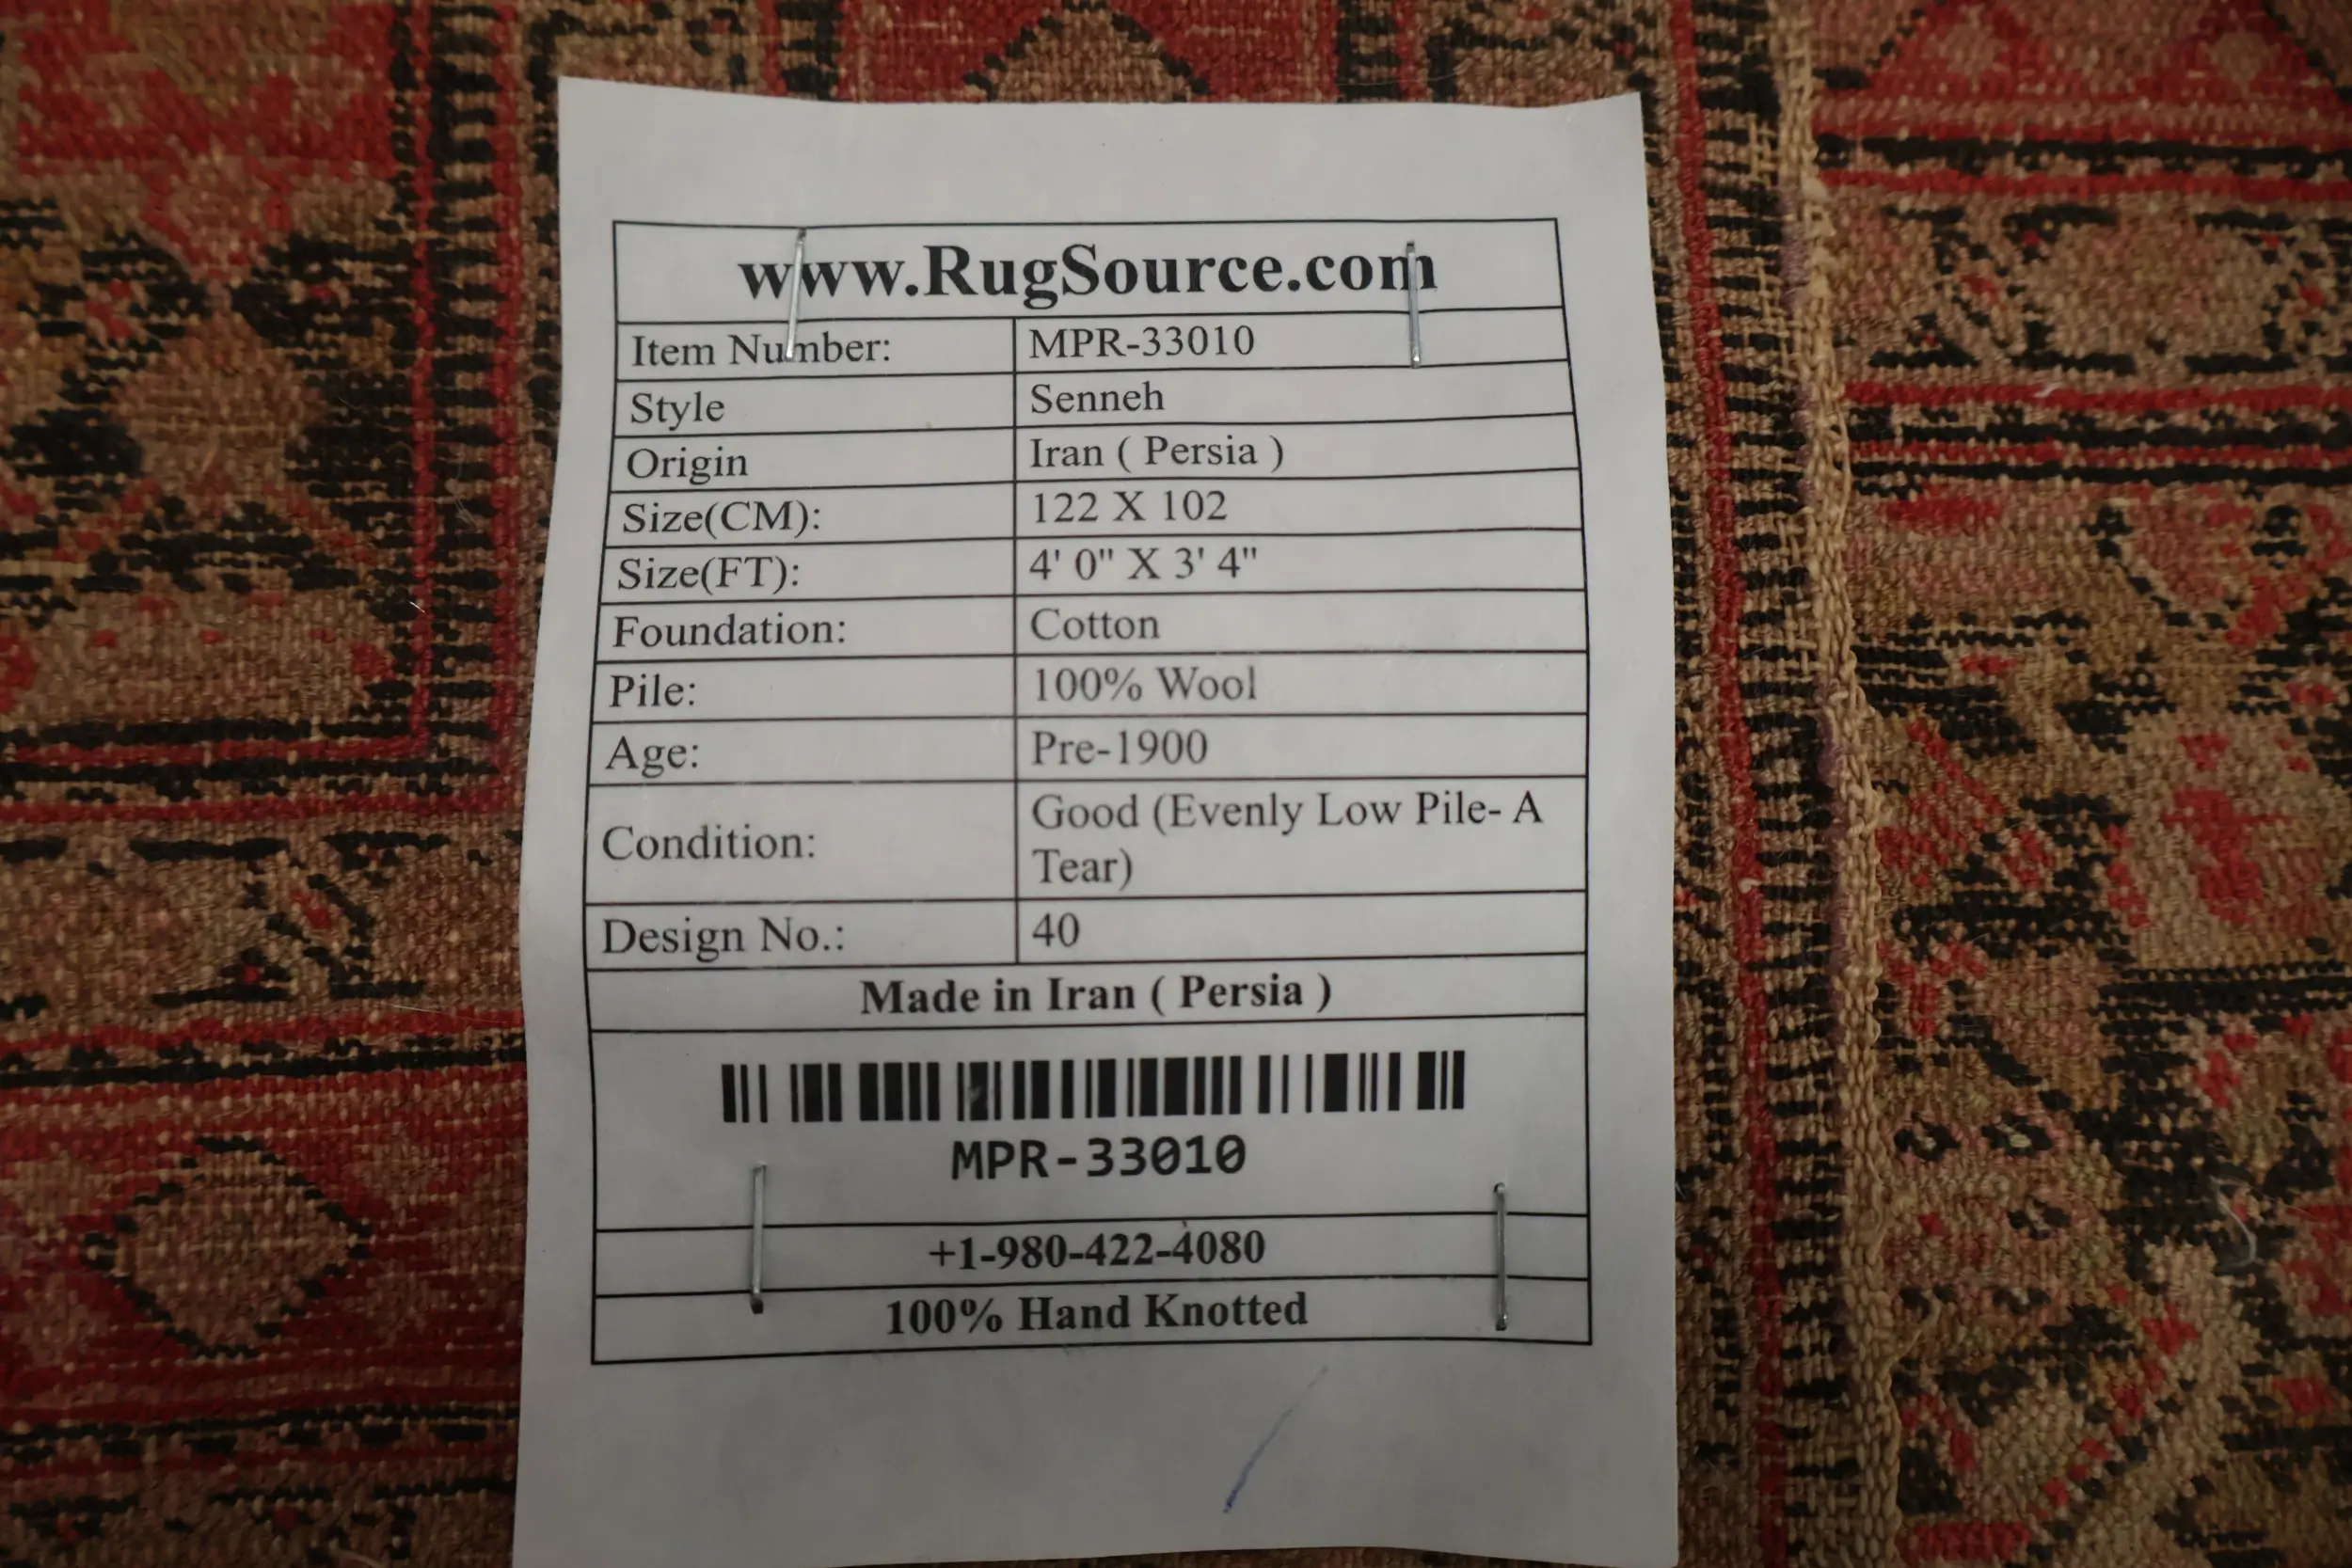 www.RugSource.com
Item Number: MPR-33010
Style Senneh
Origin Iran ( Persia )
Size(CM): 122 X 102
Size(FT): 4' 0" X 3' 4"
Foundation: Cotton
Pile: 100% Wool
Age: Pre-1900
Condition: Good (Evenly Low Pile- A
Tear)
Design No.: 40
Made in Iran ( Persia )
MPR-33010
+1-980-422-4080
100% Hand Knotted